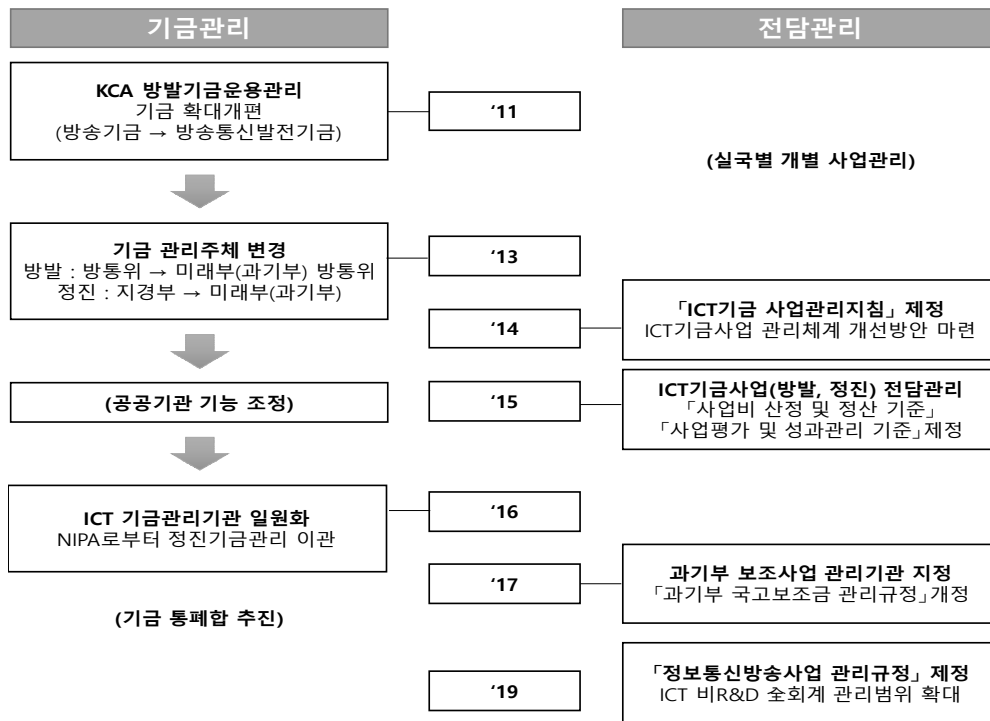 기금관리
전담관리
KCA 방발기금운용관리
기금 확대개편
(방송기금 → 방송통신발전기금)
‘11
(실국별 개별 사업관리)
기금 관리주체 변경
방발 : 방통위 → 미래부(과기부) 방통위
정진 : 지경부 → 미래부(과기부)
‘13
‘14
「ICT기금 사업관리지침」 제정
ICT기금사업 관리체계 개선방안 마련
(공공기관 기능 조정)
‘15
ICT기금사업(방발, 정진) 전담관리
「사업비 산정 및 정산 기준」
「사업평가 및 성과관리 기준」제정
ICT 기금관리기관 일원화
NIPA로부터 정진기금관리 이관
‘16
‘17
과기부 보조사업 관리기관 지정
「과기부 국고보조금 관리규정」개정
(기금 통폐합 추진)
‘19
「정보통신방송사업 관리규정」 제정
ICT 비R&D 全회계 관리범위 확대